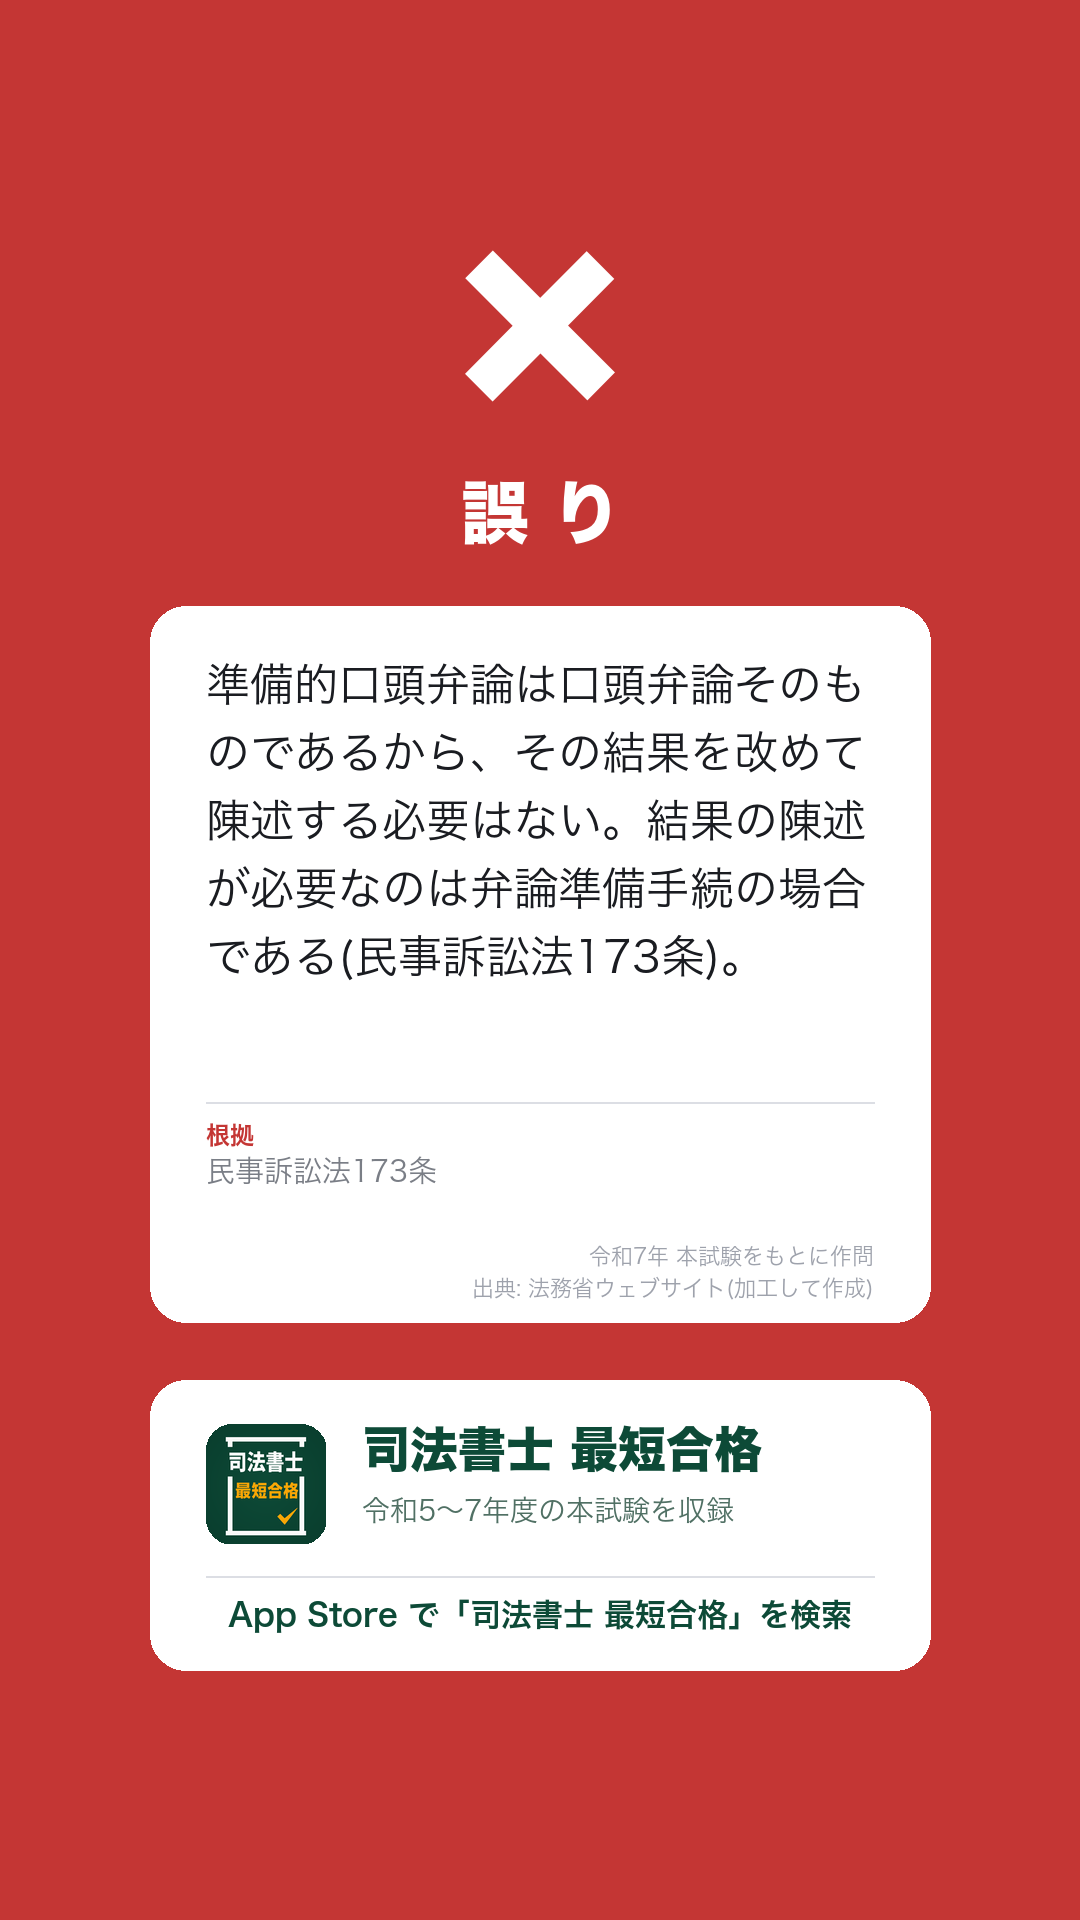 誤り
準備的口頭弁論は口頭弁論そのも
のであるから、その結果を改めて
陳述する必要はない。結果の陳述
が必要なのは弁論準備手続の場合
である(民事訴訟法173条)。
根拠
民事訴訟法173条
令和7年 本試験をもとに作問
出典: 法務省ウェブサイト(加工して作成)
司法書士
最短合格
司法書士 最短合格
令和5〜7年度の本試験を収録
App Store で「司法書士 最短合格」を検索